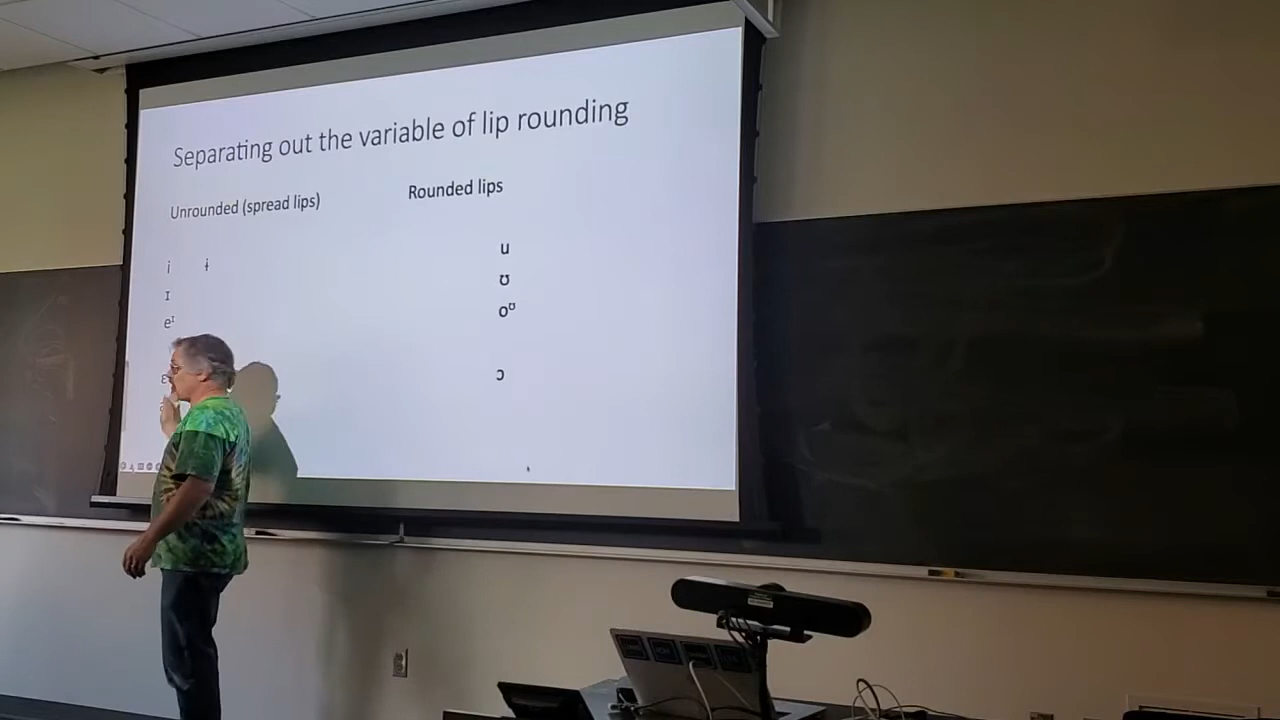 Separating out the variable of lip rounding
Unrounded (spread lips)
Rounded lips
i ɨ
ɪ
eᶦ
ɛ
u
ʊ
oᶷ
ɔ